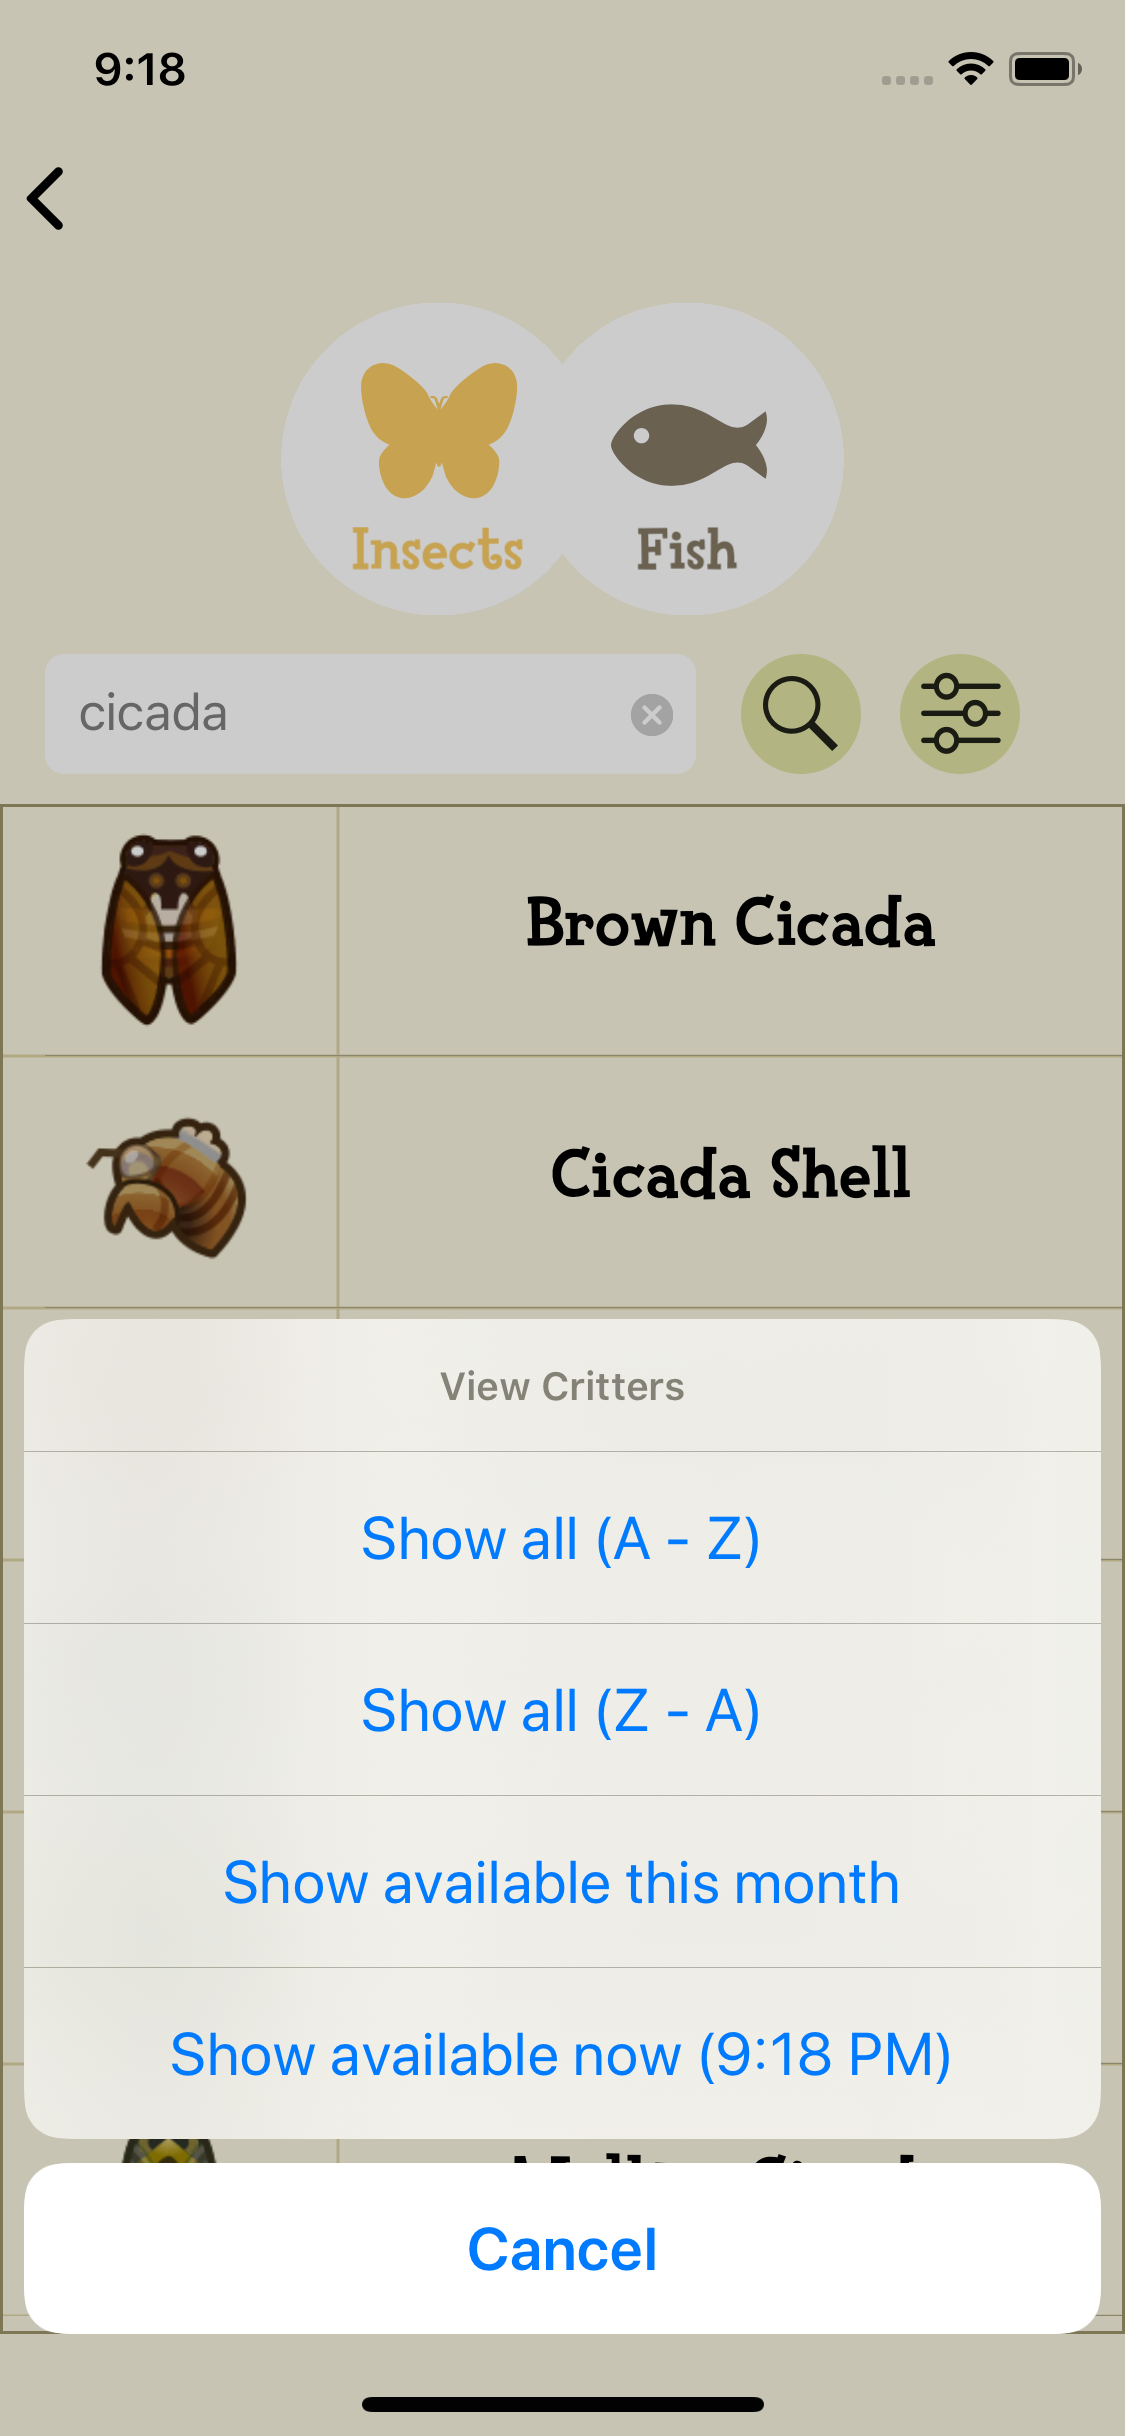 9:18
Insects
Fish
cicada
Brown Cicada
Cicada Shell
View Critters
Show all (A - Z)
Show all (Z - A)
Show available this month
Show available now (9:18 PM)
Cancel